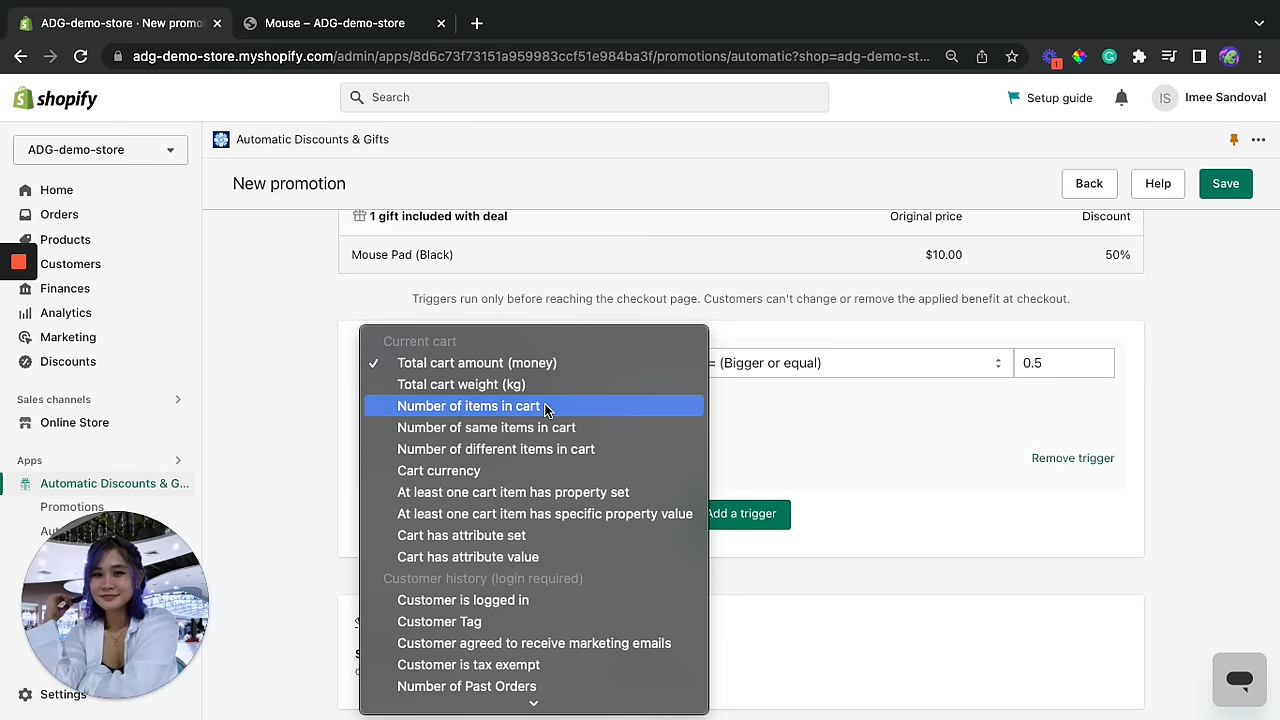 ADG-demo-store · New promo
Mouse – ADG-demo-store
adg-demo-store.myshopify.com/admin/apps/8d6c73f73151a959983ccf51e984ba3f/promotions/automatic?shop=adg-demo-st...
1
shopify
Search
Setup guide
IS
Imee Sandoval
ADG-demo-store
Automatic Discounts & Gifts
Home
Orders
Products
Customers
Finances
Analytics
Marketing
Discounts
Sales channels
Online Store
Apps
Automatic Discounts & G...
Promotions
Settings
New promotion
Back
Help
Save
1 gift included with deal
Original price
Discount
Mouse Pad (Black)
$10.00
50%
Triggers run only before reaching the checkout page. Customers can't change or remove the applied benefit at checkout.
Current cart
Total cart amount (money)
= (Bigger or equal)
0.5
Total cart weight (kg)
Number of items in cart
Number of same items in cart
Number of different items in cart
Remove trigger
Cart currency
At least one cart item has property set
At least one cart item has specific property value
Add a trigger
Cart has attribute set
Cart has attribute value
Customer history (login required)
Customer is logged in
Customer Tag
Customer agreed to receive marketing emails
Customer is tax exempt
Number of Past Orders